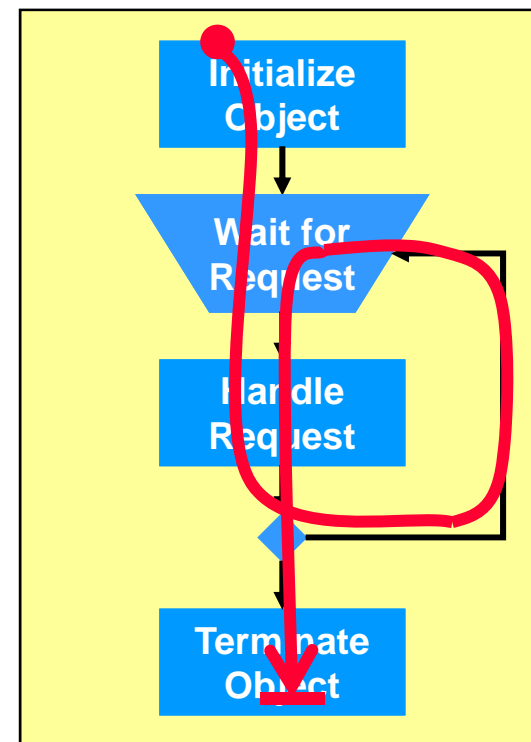 Initialize
Object
Wait for
Request
Handle
Request
Terminate
Object